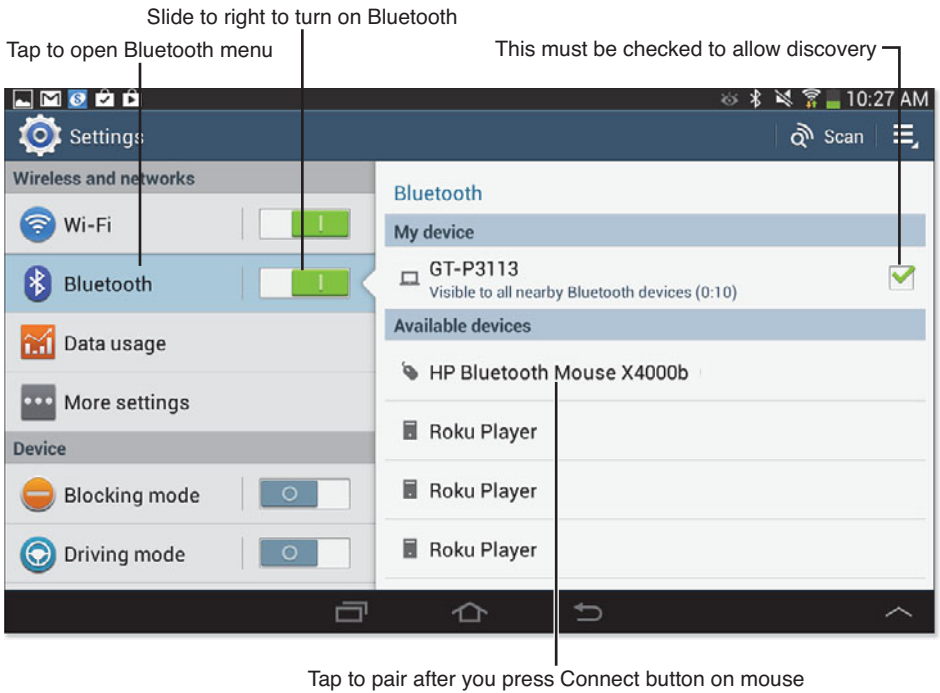 Slide to right to turn on Bluetooth
Tap to open Bluetooth menu
This must be checked to allow discovery
10:27 AM
Settings
Scan
Wireless and networks
Wi-Fi
Bluetooth
Data usage
More settings
Device
Blocking mode
Driving mode
Bluetooth
My device
GT-P3113
Visible to all nearby Bluetooth devices (0:10)
Available devices
HP Bluetooth Mouse X4000b
Roku Player
Roku Player
Roku Player
Tap to pair after you press Connect button on mouse